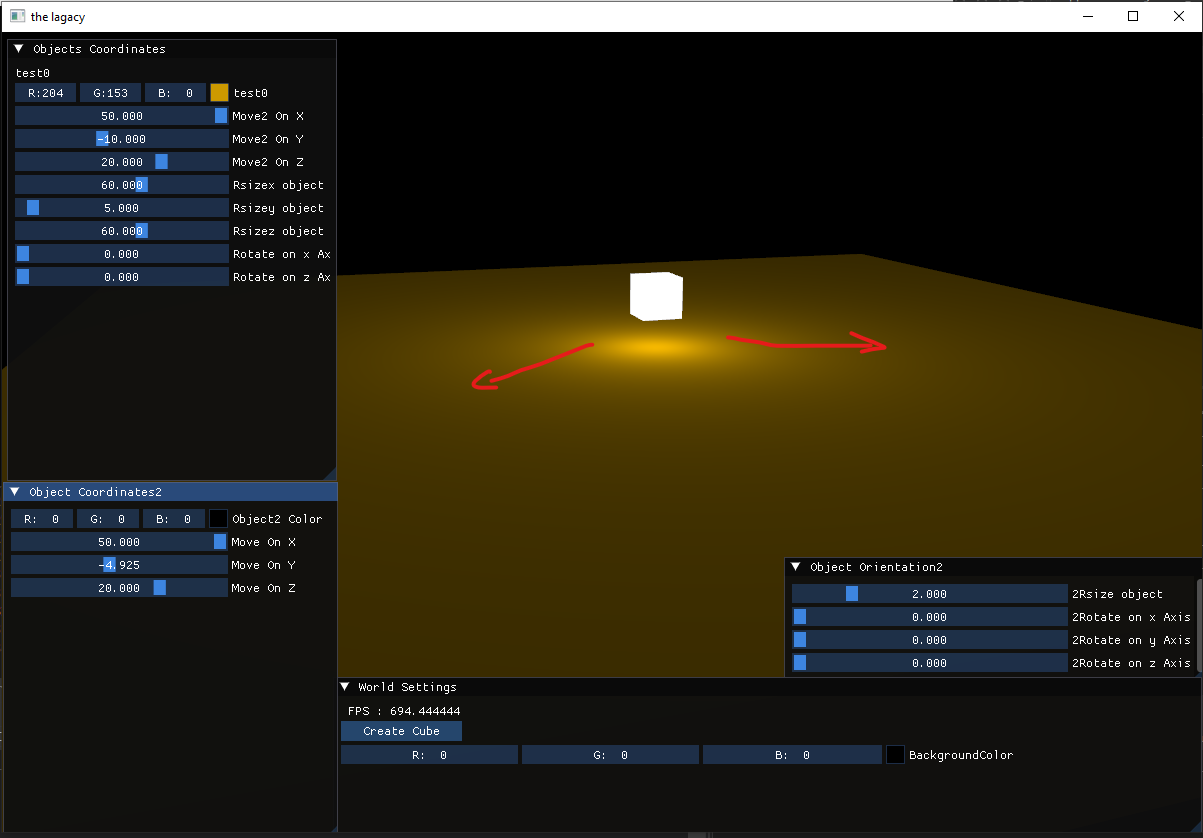 the lagacy
Objects Coordinates
test0
R:204 G:153 B: 0 test0
50.000 Move2 On X
-10.000 Move2 On Y
20.000 Move2 On Z
60.000 Rsizex object
5.000 Rsizey object
60.000 Rsizez object
0.000 Rotate on x Ax
0.000 Rotate on z Ax
Object Coordinates2
R: 0 G: 0 B: 0 Object2 Color
50.000 Move On X
-4.925 Move On Y
20.000 Move On Z
Object Orientation2
2.000 2Rsize object
0.000 2Rotate on x Axis
0.000 2Rotate on y Axis
0.000 2Rotate on z Axis
World Settings
FPS : 694.444444
Create Cube
R: 0 G: 0 B: 0 BackgroundColor